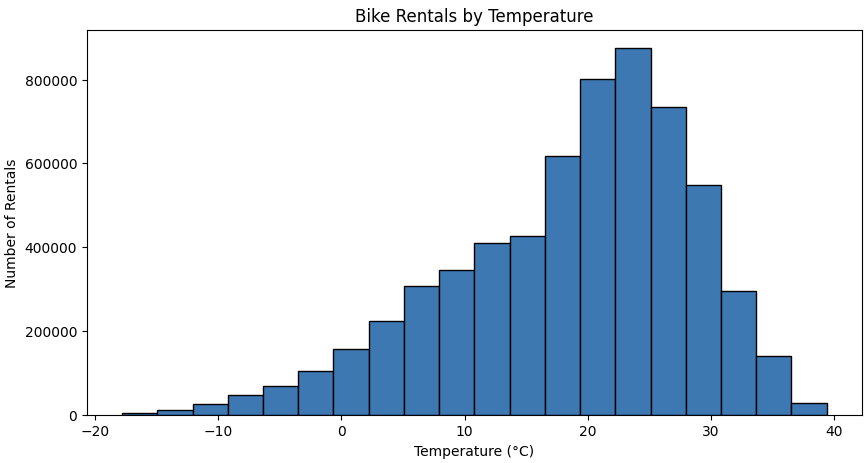 Bike Rentals by Temperature
Number of Rentals
800000
600000
400000
200000
0
−20 −10 0 10 20 30 40
Temperature (°C)